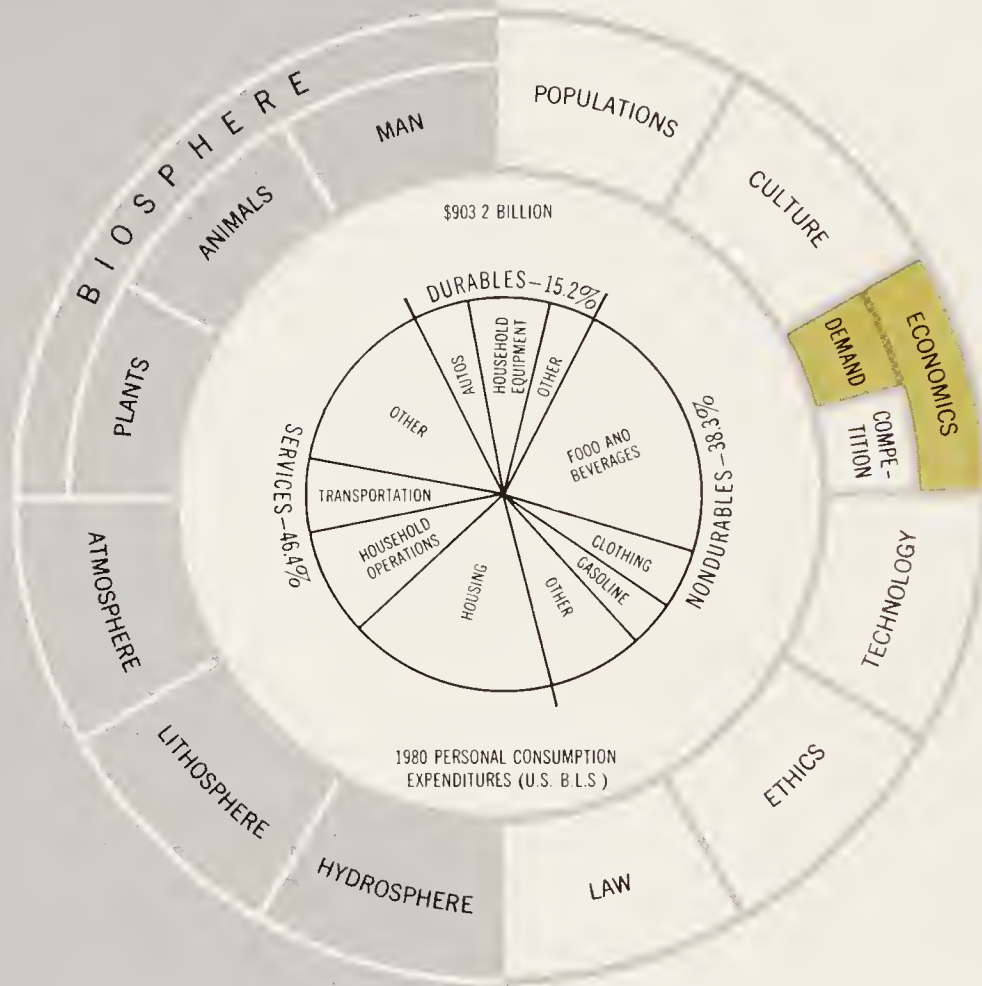 BIOSPHERE
MAN
ANIMALS
PLANTS
POPULATIONS
CULTURE
ECONOMICS
DEMAND
COMPE-
TITION
TECHNOLOGY
ETHICS
LAW
HYDROSPHERE
LITHOSPHERE
ATMOSPHERE
$903 2 BILLION
DURABLES–15.2%
AUTOS
HOUSEHOLD
EQUIPMENT
OTHER
NONDURABLES–38.3%
FOOD AND
BEVERAGES
CLOTHING
GASOLINE
OTHER
SERVICES–46.4%
HOUSING
HOUSEHOLD
OPERATIONS
TRANSPORTATION
OTHER
1980 PERSONAL CONSUMPTION
EXPENDITURES (U.S. B.L.S )